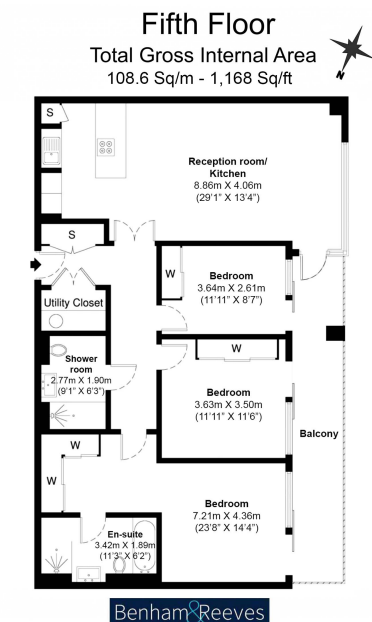 Fifth Floor
Total Gross Internal Area
108.6 Sq/m - 1,168 Sq/ft
N
S
Reception room/
Kitchen
8.86m X 4.06m
(29'1" X 13'4")
S
W
Bedroom
3.64m X 2.61m
(11'11" X 8'7")
Utility Closet
W
Shower
room
2.77m X 1.90m
(9'1" X 6'3")
Bedroom
3.63m X 3.50m
(11'11" X 11'6")
Balcony
W
W
Bedroom
7.21m X 4.36m
(23'8" X 14'4")
En-suite
3.42m X 1.89m
(11'3" X 6'2")
Benham&Reeves